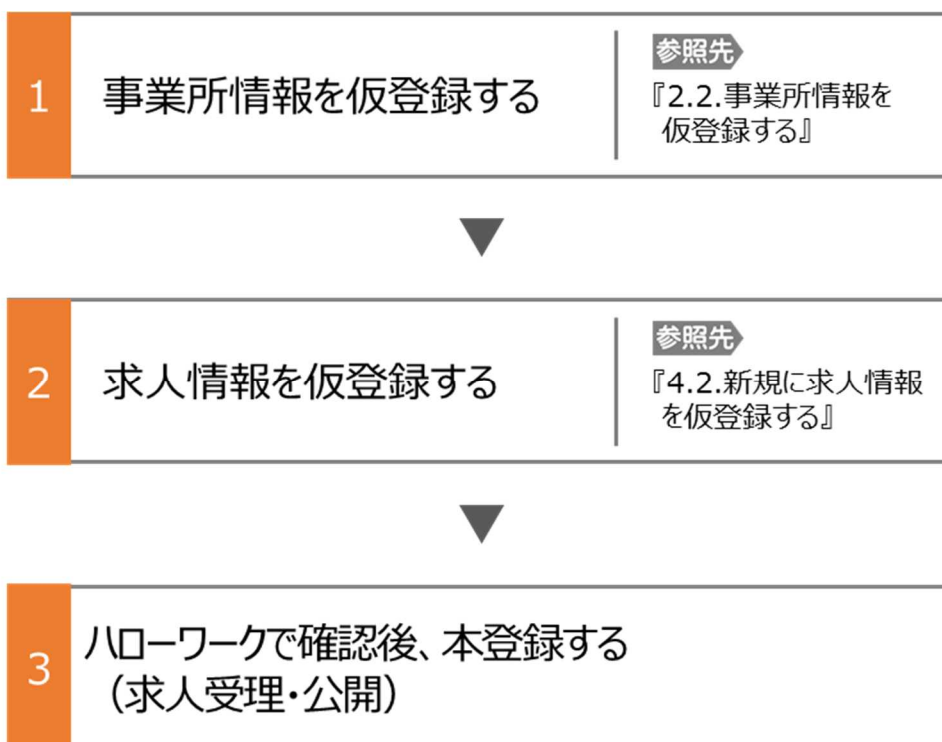 1
事業所情報を仮登録する
参照先
『2.2.事業所情報を
仮登録する』
2
求人情報を仮登録する
参照先
『4.2.新規に求人情報
を仮登録する』
3
ハローワークで確認後、本登録する
（求人受理・公開）